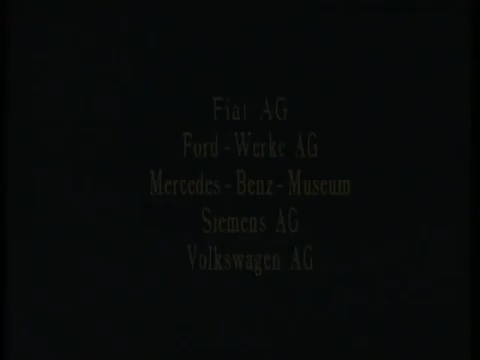 Fiat AG
Ford-Werke AG
Mercedes-Benz-Museum
Siemens AG
Volkswagen AG